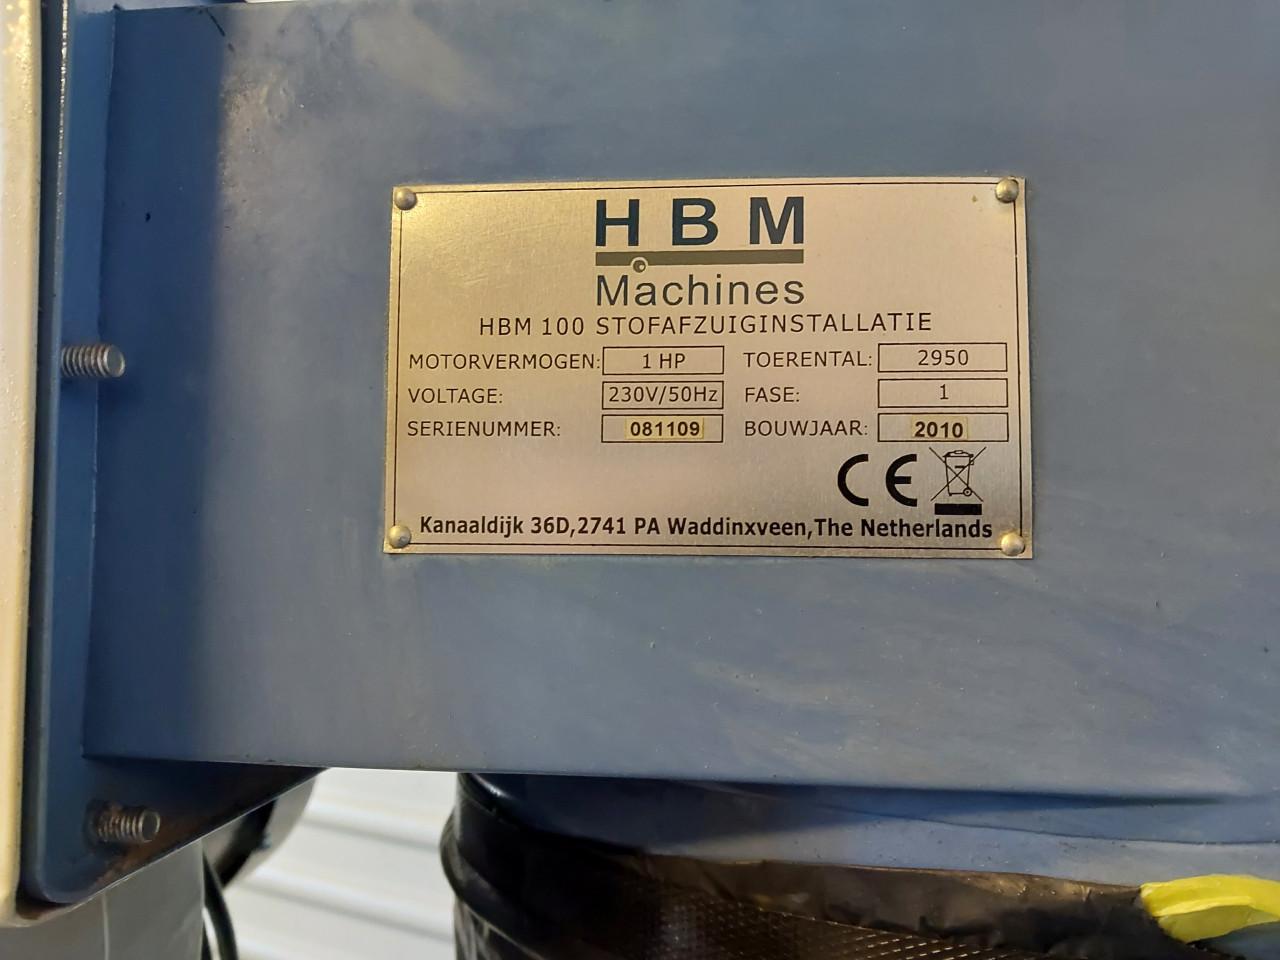 HBM
Machines
HBM 100 STOFAFZUIGINSTALLATIE
MOTORVERMOGEN: 1 HP TOERENTAL: 2950
VOLTAGE: 230V/50Hz FASE: 1
SERIENUMMER: 081109 BOUWJAAR: 2010
CE
Kanaaldijk 36D,2741 PA Waddinxveen,The Netherlands